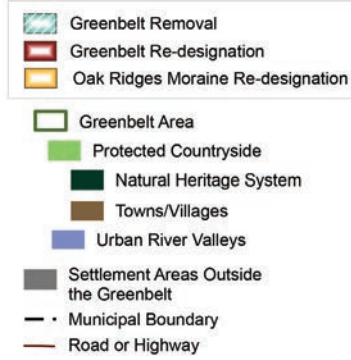 Greenbelt Removal
Greenbelt Re-designation
Oak Ridges Moraine Re-designation
Greenbelt Area
Protected Countryside
Natural Heritage System
Towns/Villages
Urban River Valleys
Settlement Areas Outside
the Greenbelt
Municipal Boundary
Road or Highway